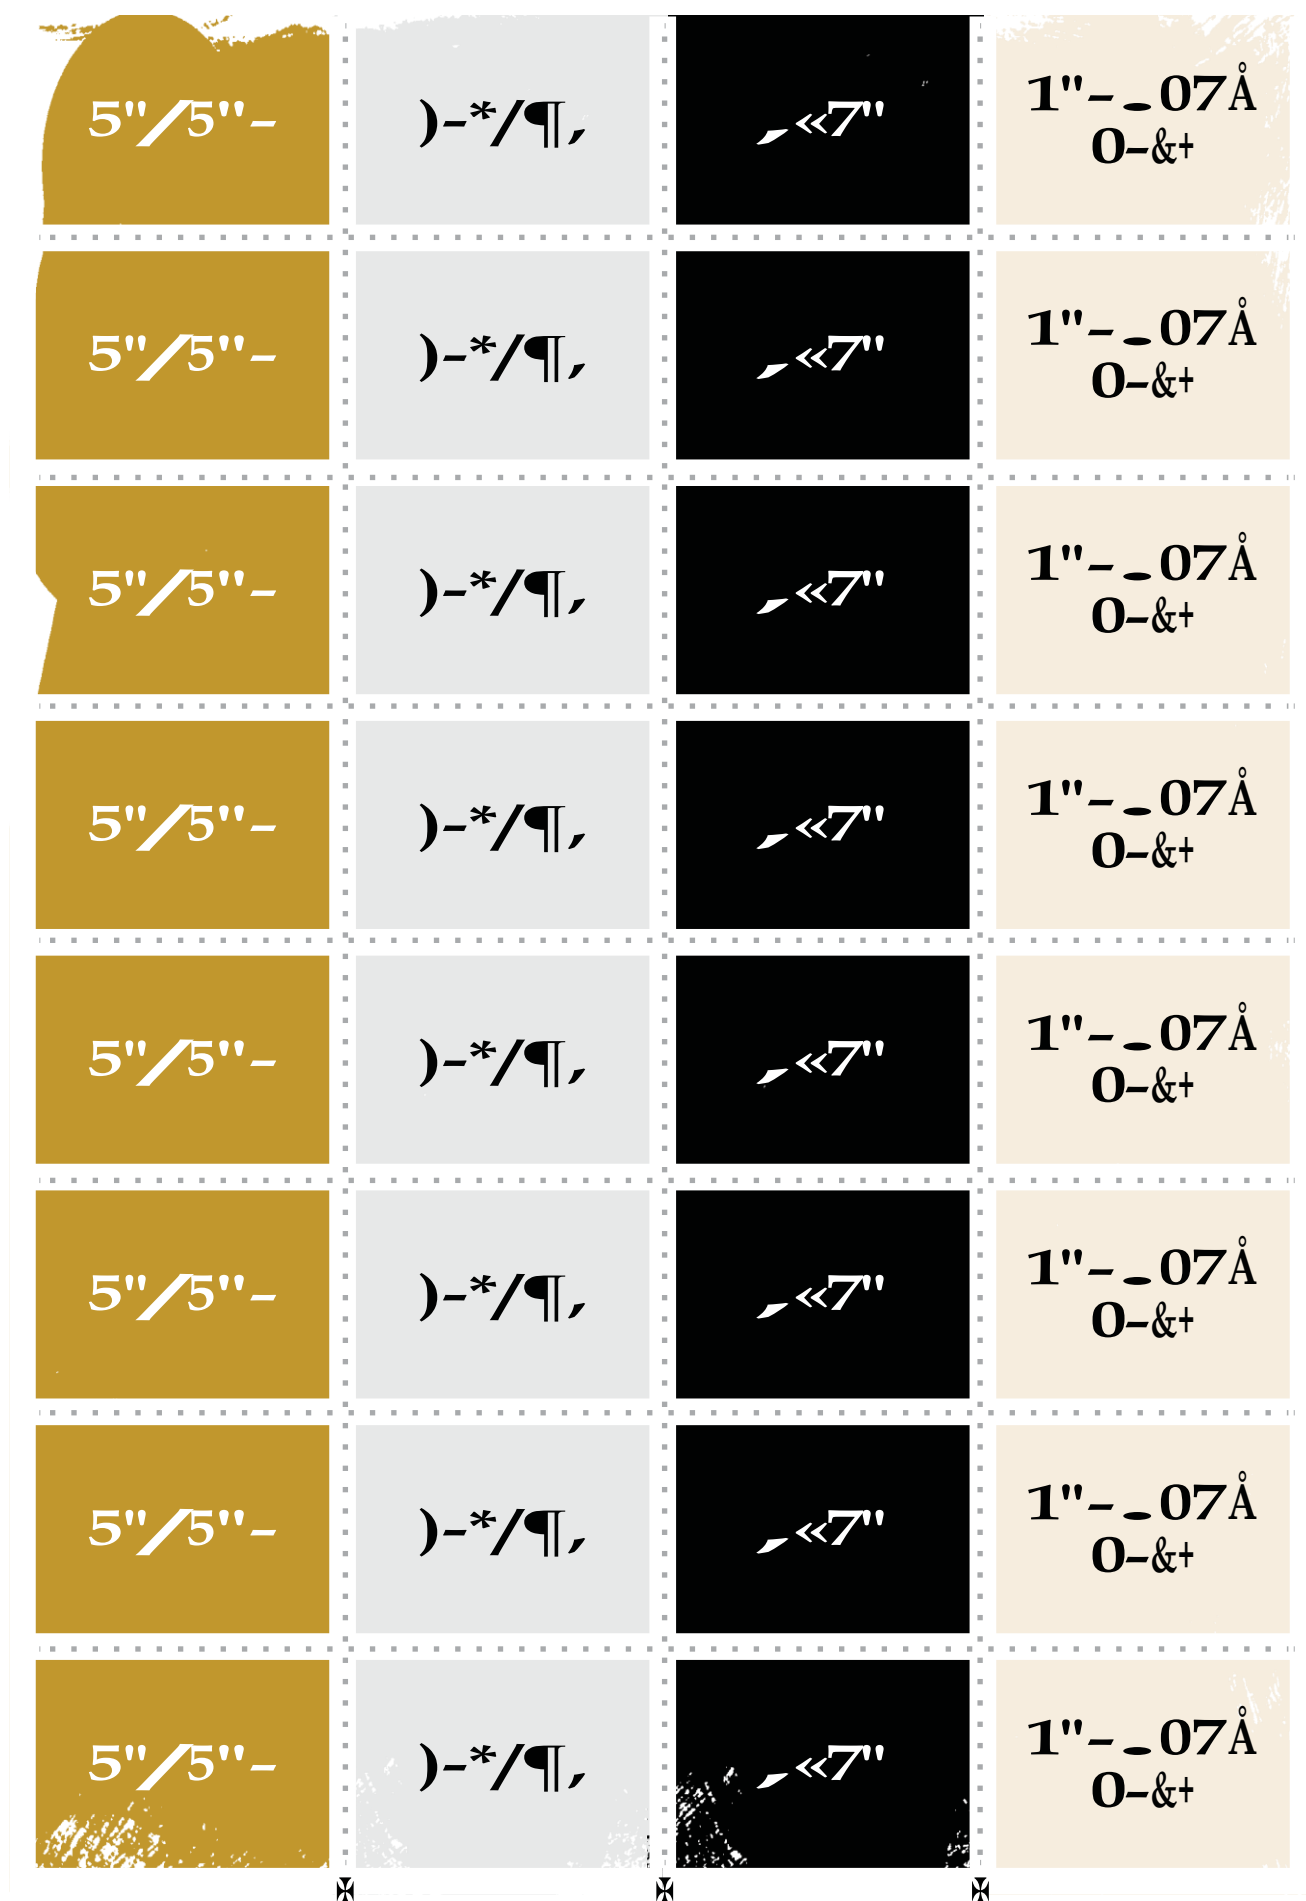 5"/5"- )-*/¶, ,«7" 1"-.07Å
0-&+
5"/5"- )-*/¶, ,«7" 1"-.07Å
0-&+
5"/5"- )-*/¶, ,«7" 1"-.07Å
0-&+
5"/5"- )-*/¶, ,«7" 1"-.07Å
0-&+
5"/5"- )-*/¶, ,«7" 1"-.07Å
0-&+
5"/5"- )-*/¶, ,«7" 1"-.07Å
0-&+
5"/5"- )-*/¶, ,«7" 1"-.07Å
0-&+
5"/5"- )-*/¶, ,«7" 1"-.07Å
0-&+